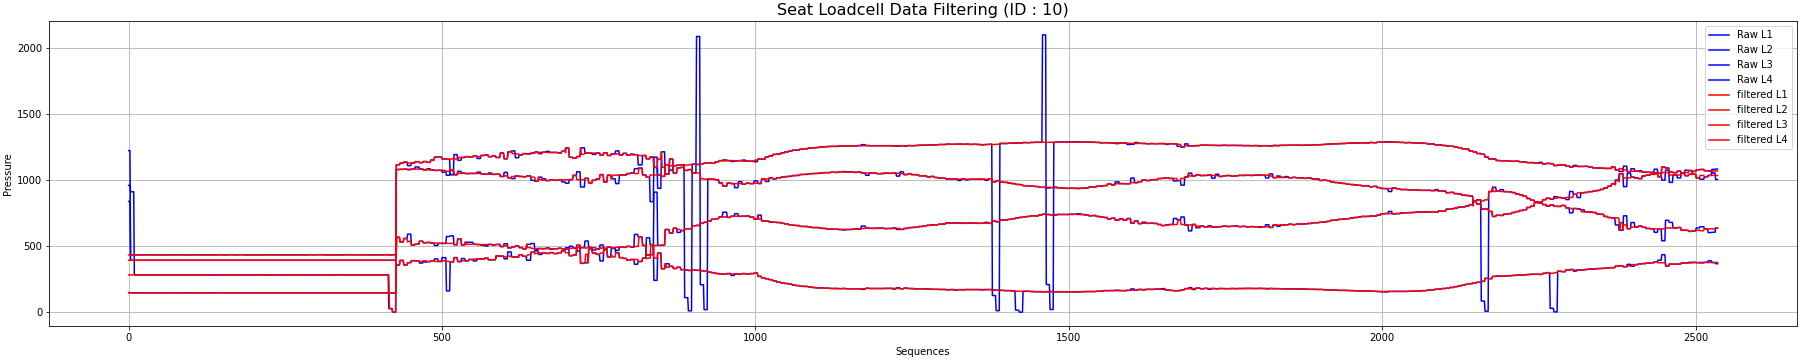 Seat Loadcell Data Filtering (ID : 10)
Pressure
2000
1500
1000
500
0
Raw L1
Raw L2
Raw L3
Raw L4
filtered L1
filtered L2
filtered L3
filtered L4
0 500 1000 1500 2000 2500
Sequences